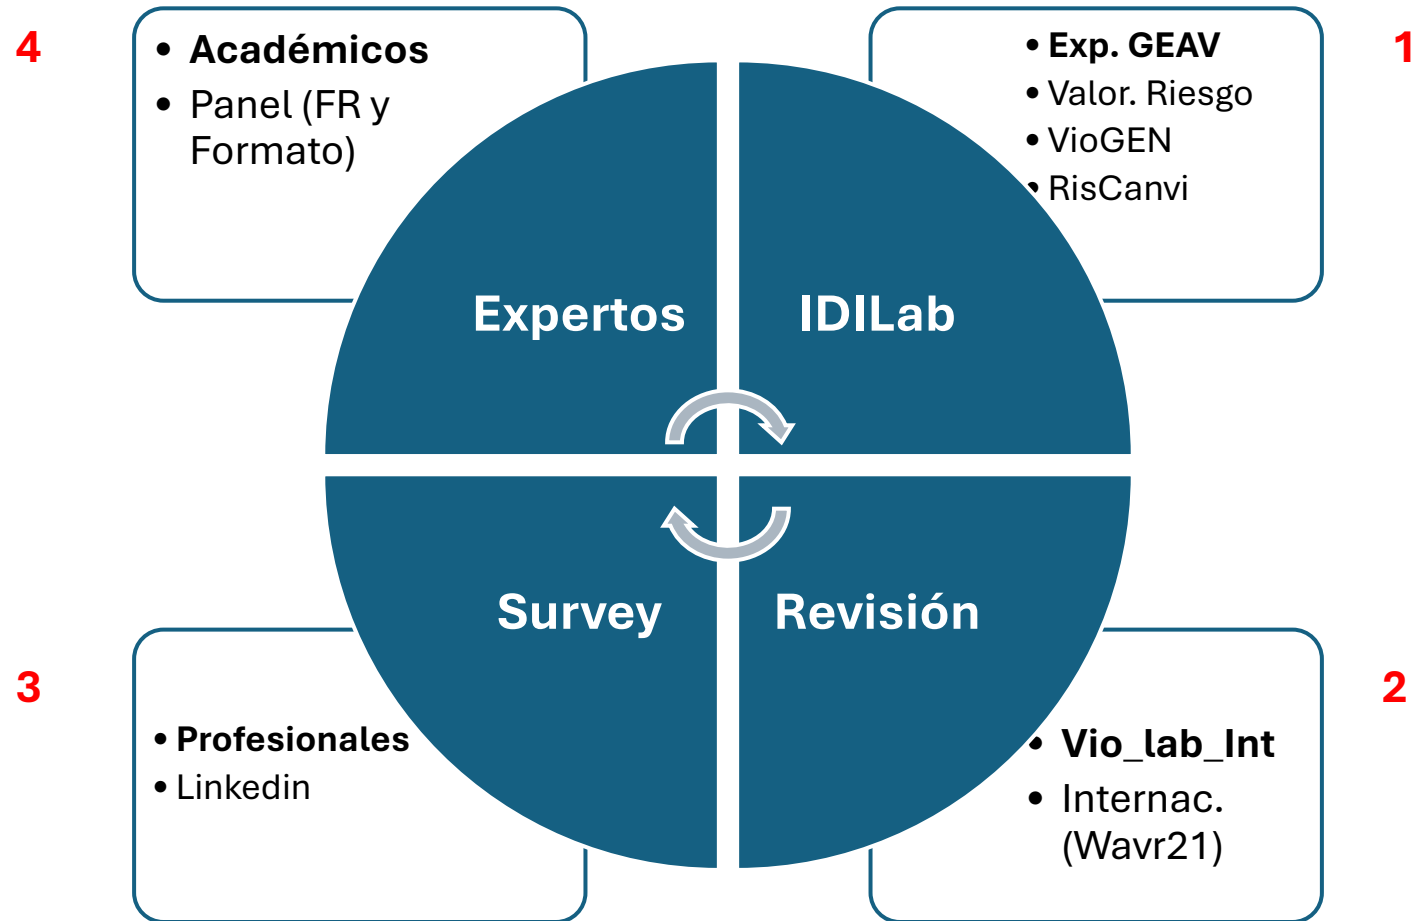 4
• Académicos
• Panel (FR y
Formato)
1
• Exp. GEAV
• Valor. Riesgo
• VioGEN
• RisCanvi
Expertos
IDILab
Survey
Revisión
3
• Profesionales
• Linkedin
2
• Vio_lab_Int
• Internac.
(Wavr21)